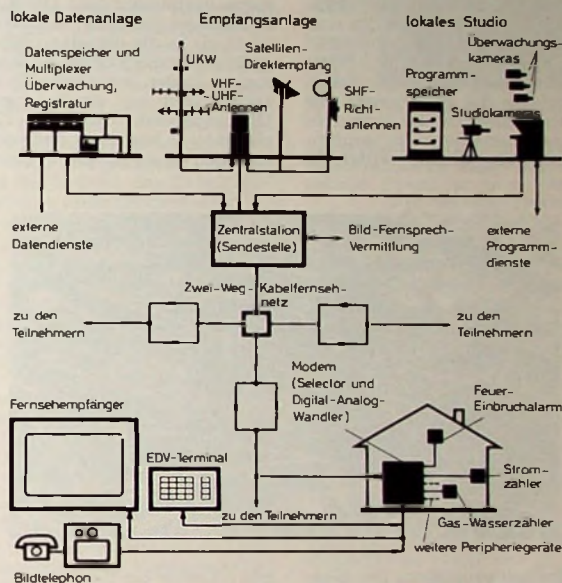 lokale Datenanlage
Empfangsanlage
lokales Studio
Datenspeicher und
Multiplexer
Überwachung,
Registratur
UKW
VHF-
UHF-
Antennen
Satelliten-
Direktempfang
SHF-
Richt-
antennen
Programm-
speicher
Überwachungs-
kameras
Studiokameras
externe
Datendienste
Zentralstation
(Sendestelle)
Bild-Fernsprech-
Vermittlung
externe
Programm-
dienste
Zwei-Weg-Kabelfernseh-
netz
zu den
Teilnehmern
zu den
Teilnehmern
Modem
(Selector und
Digital-Analog-
Wandler)
Feuer-
Einbruchalarm
Fernsehempfänger
EDV-Terminal
Strom-
zähler
zu den Teilnehmern
Gas-Wasserzähler
weitere Peripheriegeräte
Bildtelephon